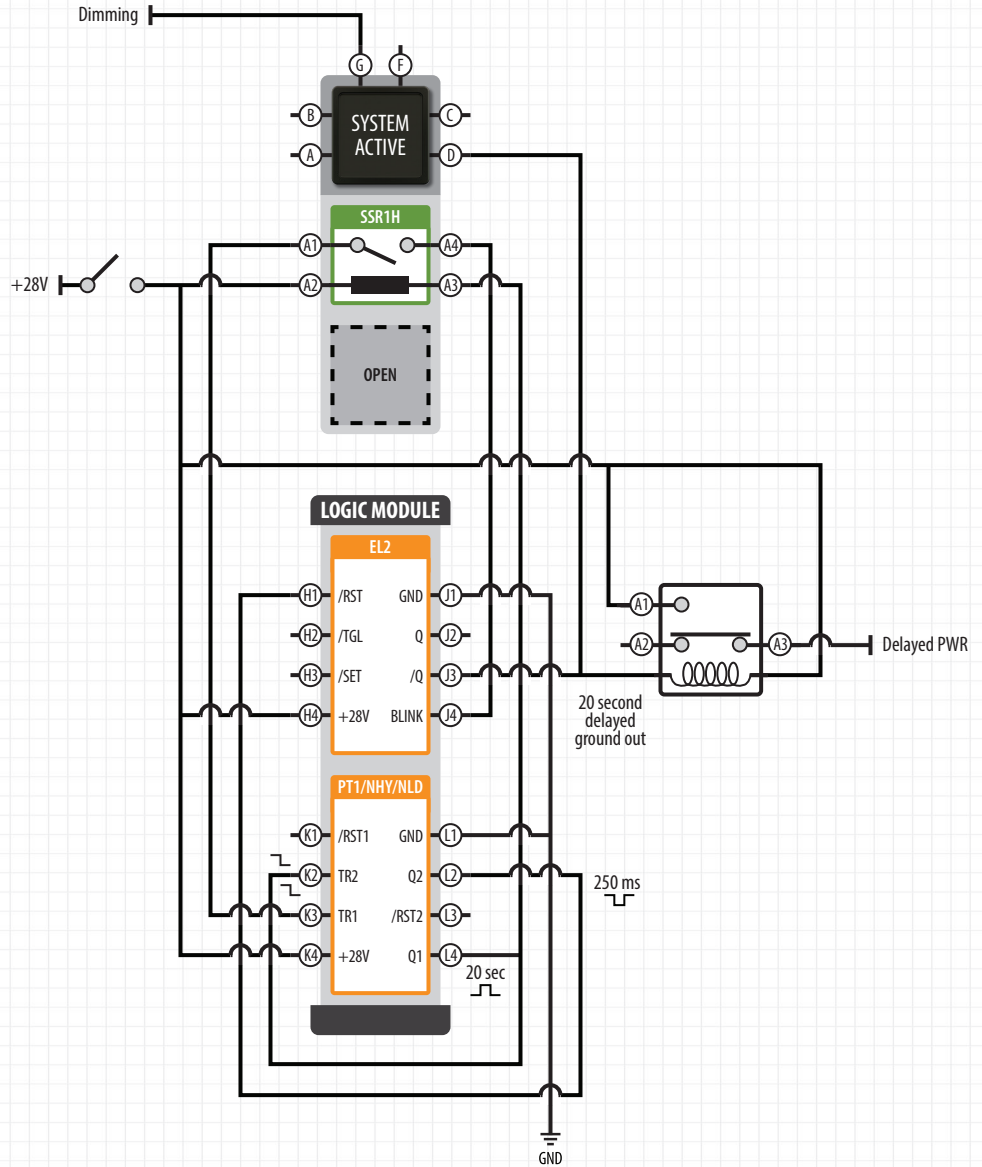 Dimming
G F
B C
SYSTEM
ACTIVE
A D
SSR1H
A1 A4
+28V
A2 A3
OPEN
LOGIC MODULE
EL2
H1 /RST GND J1
H2 /TGL Q J2
H3 /SET /Q J3
H4 +28V BLINK J4
A1
A2 A3
Delayed PWR
20 second
delayed
ground out
PT1/NHY/NLD
K1 /RST1 GND L1
K2 TR2 Q2 L2
250 ms
K3 TR1 /RST2 L3
K4 +28V Q1 L4
20 sec
GND